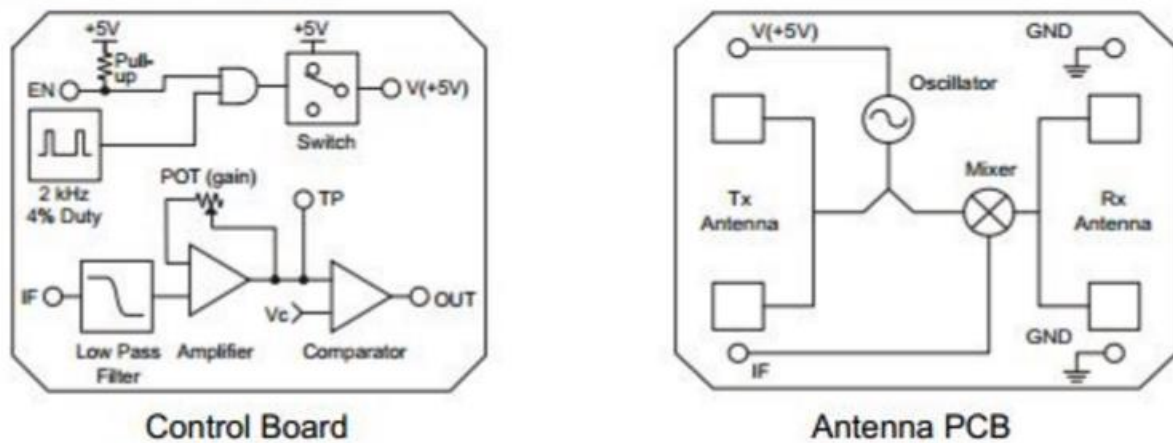 +5V
Pull-
up
EN
+5V
V(+5V)
Switch
2 kHz
4% Duty
POT (gain)
TP
IF
Vc
OUT
Low Pass
Filter
Amplifier
Comparator
Control Board
V(+5V)
GND
Oscillator
Mixer
Tx
Antenna
Rx
Antenna
GND
IF
Antenna PCB